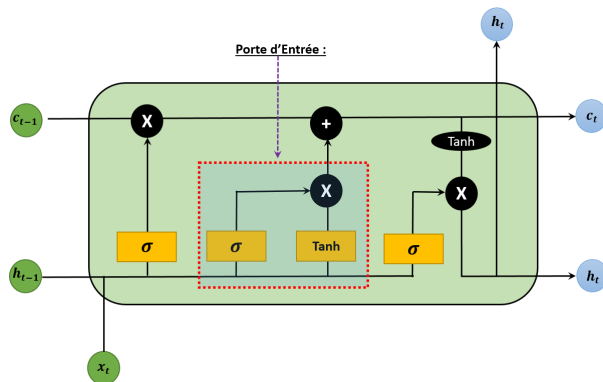 h_t
Porte d'Entrée :
c_{t-1}
X
+
c_t
Tanh
X
X
σ
σ
Tanh
σ
h_{t-1}
h_t
x_t